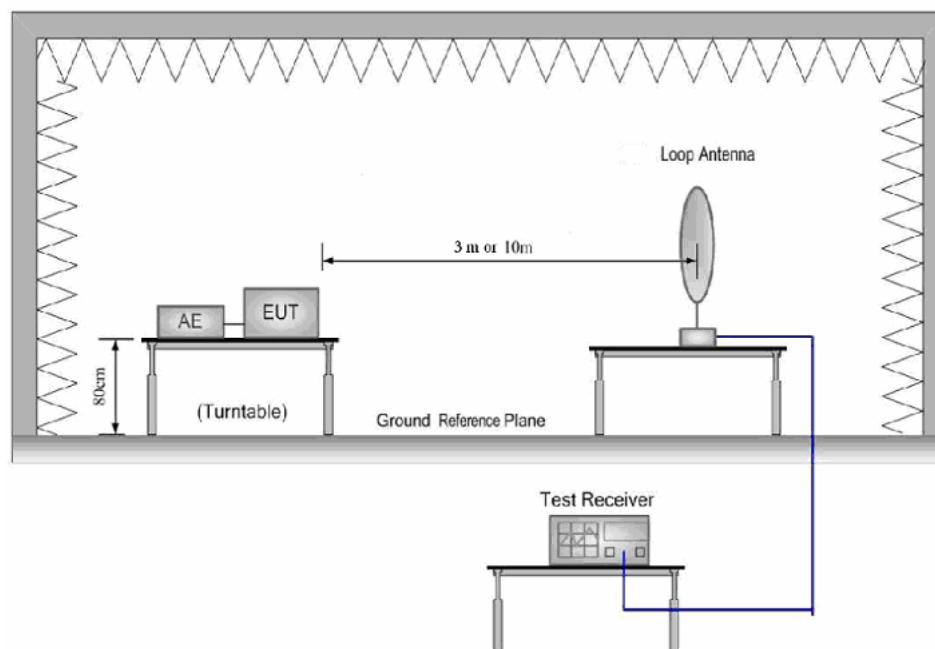 Loop Antenna
3 m or 10m
AE
EUT
80cm
(Turntable)
Ground Reference Plane
Test Receiver